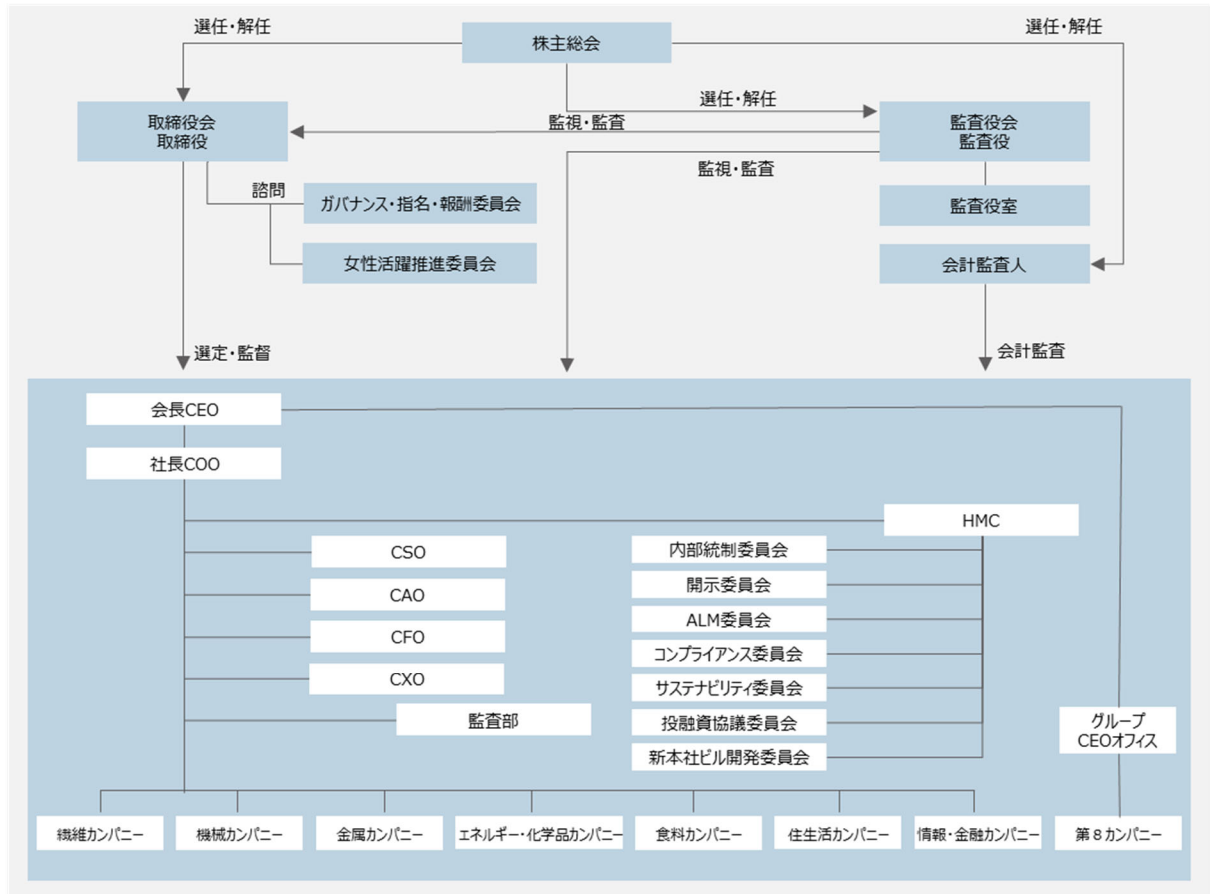 選任・解任
株主総会
選任・解任
選任・解任
取締役会
取締役
監視・監査
監査役会
監査役
監視・監査
諮問
ガバナンス・指名・報酬委員会
監査役室
女性活躍推進委員会
会計監査人
選定・監督
会計監査
会長CEO
社長COO
HMC
CSO
内部統制委員会
CAO
開示委員会
ALM委員会
CFO
コンプライアンス委員会
CXO
サステナビリティ委員会
監査部
投融資協議委員会
グループ
CEOオフィス
新本社ビル開発委員会
繊維カンパニー
機械カンパニー
金属カンパニー
エネルギー・化学品カンパニー
食料カンパニー
住生活カンパニー
情報・金融カンパニー
第8カンパニー